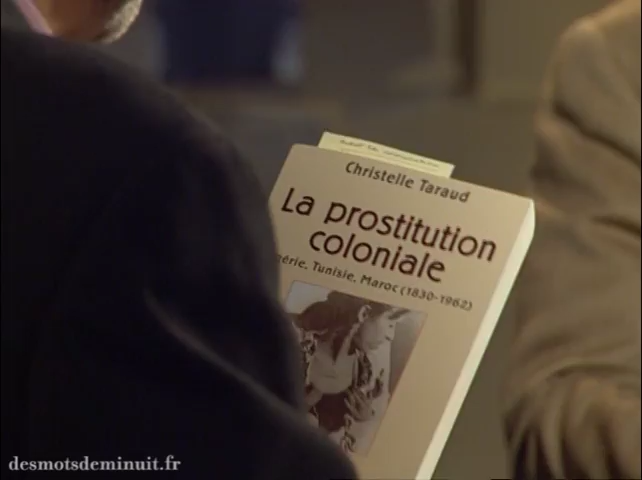 Christelle Taraud
La prostitution
coloniale
érie, Tunisie, Maroc (1830-1962)
desmotsdeminuit.fr